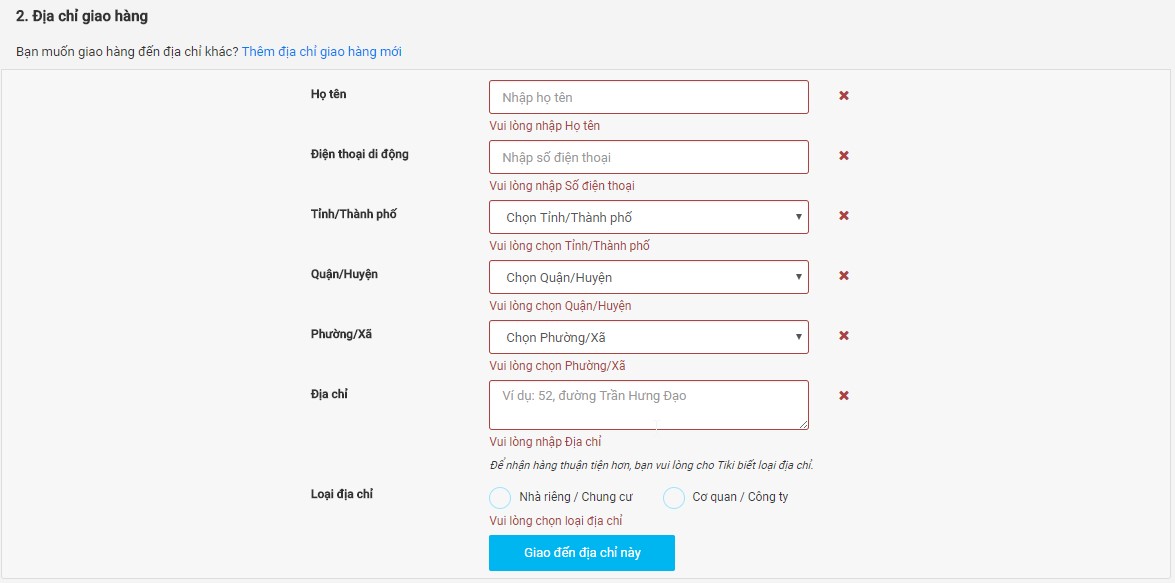 2. Địa chỉ giao hàng
Bạn muốn giao hàng đến địa chỉ khác? Thêm địa chỉ giao hàng mới
Họ tên
Nhập họ tên
Vui lòng nhập Họ tên
Điện thoại di động
Nhập số điện thoại
Vui lòng nhập Số điện thoại
Tỉnh/Thành phố
Chọn Tỉnh/Thành phố
Vui lòng chọn Tỉnh/Thành phố
Quận/Huyện
Chọn Quận/Huyện
Vui lòng chọn Quận/Huyện
Phường/Xã
Chọn Phường/Xã
Vui lòng chọn Phường/Xã
Địa chỉ
Ví dụ: 52, đường Trần Hưng Đạo
Vui lòng nhập Địa chỉ
Để nhận hàng thuận tiện hơn, bạn vui lòng cho Tiki biết loại địa chỉ.
Loại địa chỉ
Nhà riêng / Chung cư
Cơ quan / Công ty
Vui lòng chọn loại địa chỉ
Giao đến địa chỉ này